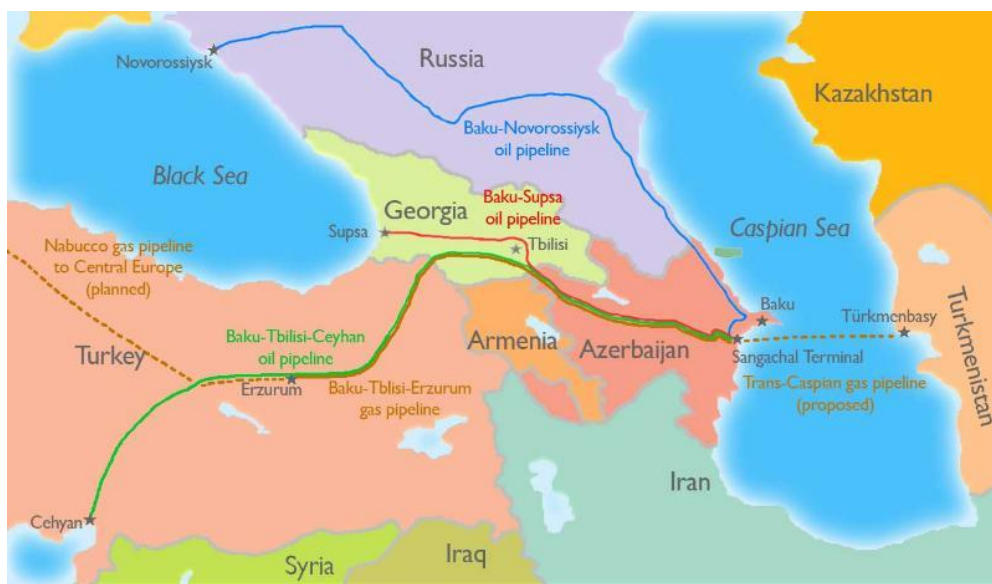 Novorossiysk
Russia
Kazakhstan
Baku-Novorossiysk
oil pipeline
Black Sea
Baku-Supsa
oil pipeline
Georgia
Supsa
Tbilisi
Caspian Sea
Nabucco gas pipeline
to Central Europe
(planned)
Baku
Türkmenbasy
Turkmenistan
Turkey
Baku-Tbilisi-Ceyhan
oil pipeline
Armenia
Azerbaijan
Sangachal Terminal
Erzurum
Baku-Tblisi-Erzurum
gas pipeline
Trans-Caspian gas pipeline
(proposed)
Iran
Cehyan
Syria
Iraq